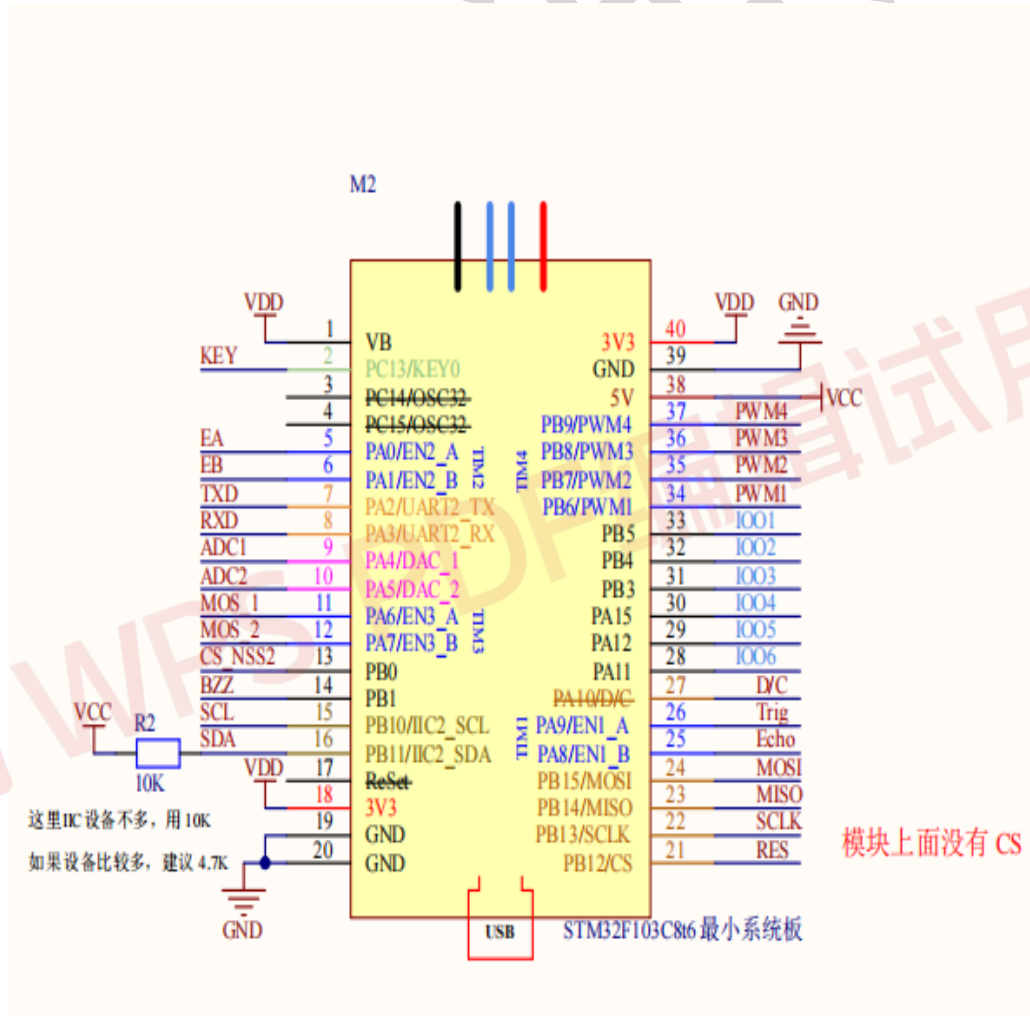 M2
VDD
1
VB
KEY
2
PC13/KEY0
3
PC14/OSC32
4
PC15/OSC32
EA
5
PA0/EN2_A
EB
6
PA1/EN2_B
TIM2
TXD
7
PA2/UART2_TX
RXD
8
PA3/UART2_RX
ADC1
9
PA4/DAC_1
ADC2
10
PA5/DAC_2
MOS_1
11
PA6/EN3_A
MOS_2
12
PA7/EN3_B
TIM3
CS_NSS2
13
PB0
BZZ
14
PB1
SCL
15
PB10/IIC2_SCL
SDA
16
PB11/IIC2_SDA
VCC
R2
10K
17
ReSet
VDD
18
3V3
19
GND
20
GND
GND
这里IIC设备不多，用10K
如果设备比较多，建议4.7K
VDD
GND
40
3V3
39
GND
38
5V
VCC
37
PB9/PWM4
PWM4
36
PB8/PWM3
PWM3
35
PB7/PWM2
PWM2
34
PB6/PWM1
PWM1
TIM4
33
PB5
IOO1
32
PB4
IOO2
31
PB3
IOO3
30
PA15
IOO4
29
PA12
IOO5
28
PA11
IOO6
27
PA10/D/C
D/C
26
PA9/EN1_A
Trig
25
PA8/EN1_B
Echo
TIM1
24
PB15/MOSI
MOSI
23
PB14/MISO
MISO
22
PB13/SCLK
SCLK
21
PB12/CS
RES
模块上面没有 CS
USB
STM32F103C8t6最小系统板
WPS PDF编辑试用